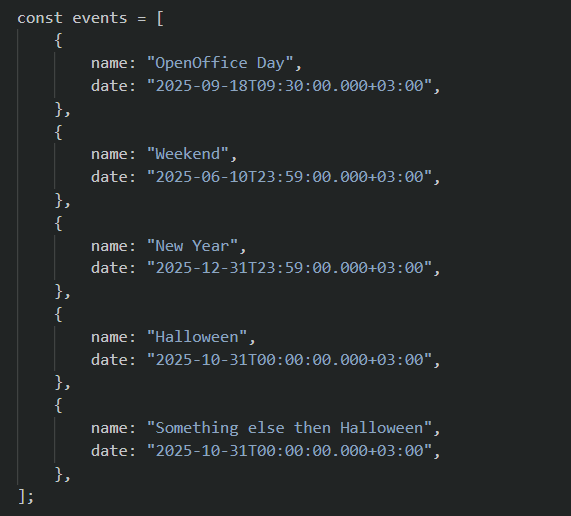 const events = [
    {
        name: "OpenOffice Day",
        date: "2025-09-18T09:30:00.000+03:00",
    },
    {
        name: "Weekend",
        date: "2025-06-10T23:59:00.000+03:00",
    },
    {
        name: "New Year",
        date: "2025-12-31T23:59:00.000+03:00",
    },
    {
        name: "Halloween",
        date: "2025-10-31T00:00:00.000+03:00",
    },
    {
        name: "Something else then Halloween",
        date: "2025-10-31T00:00:00.000+03:00",
    },
];